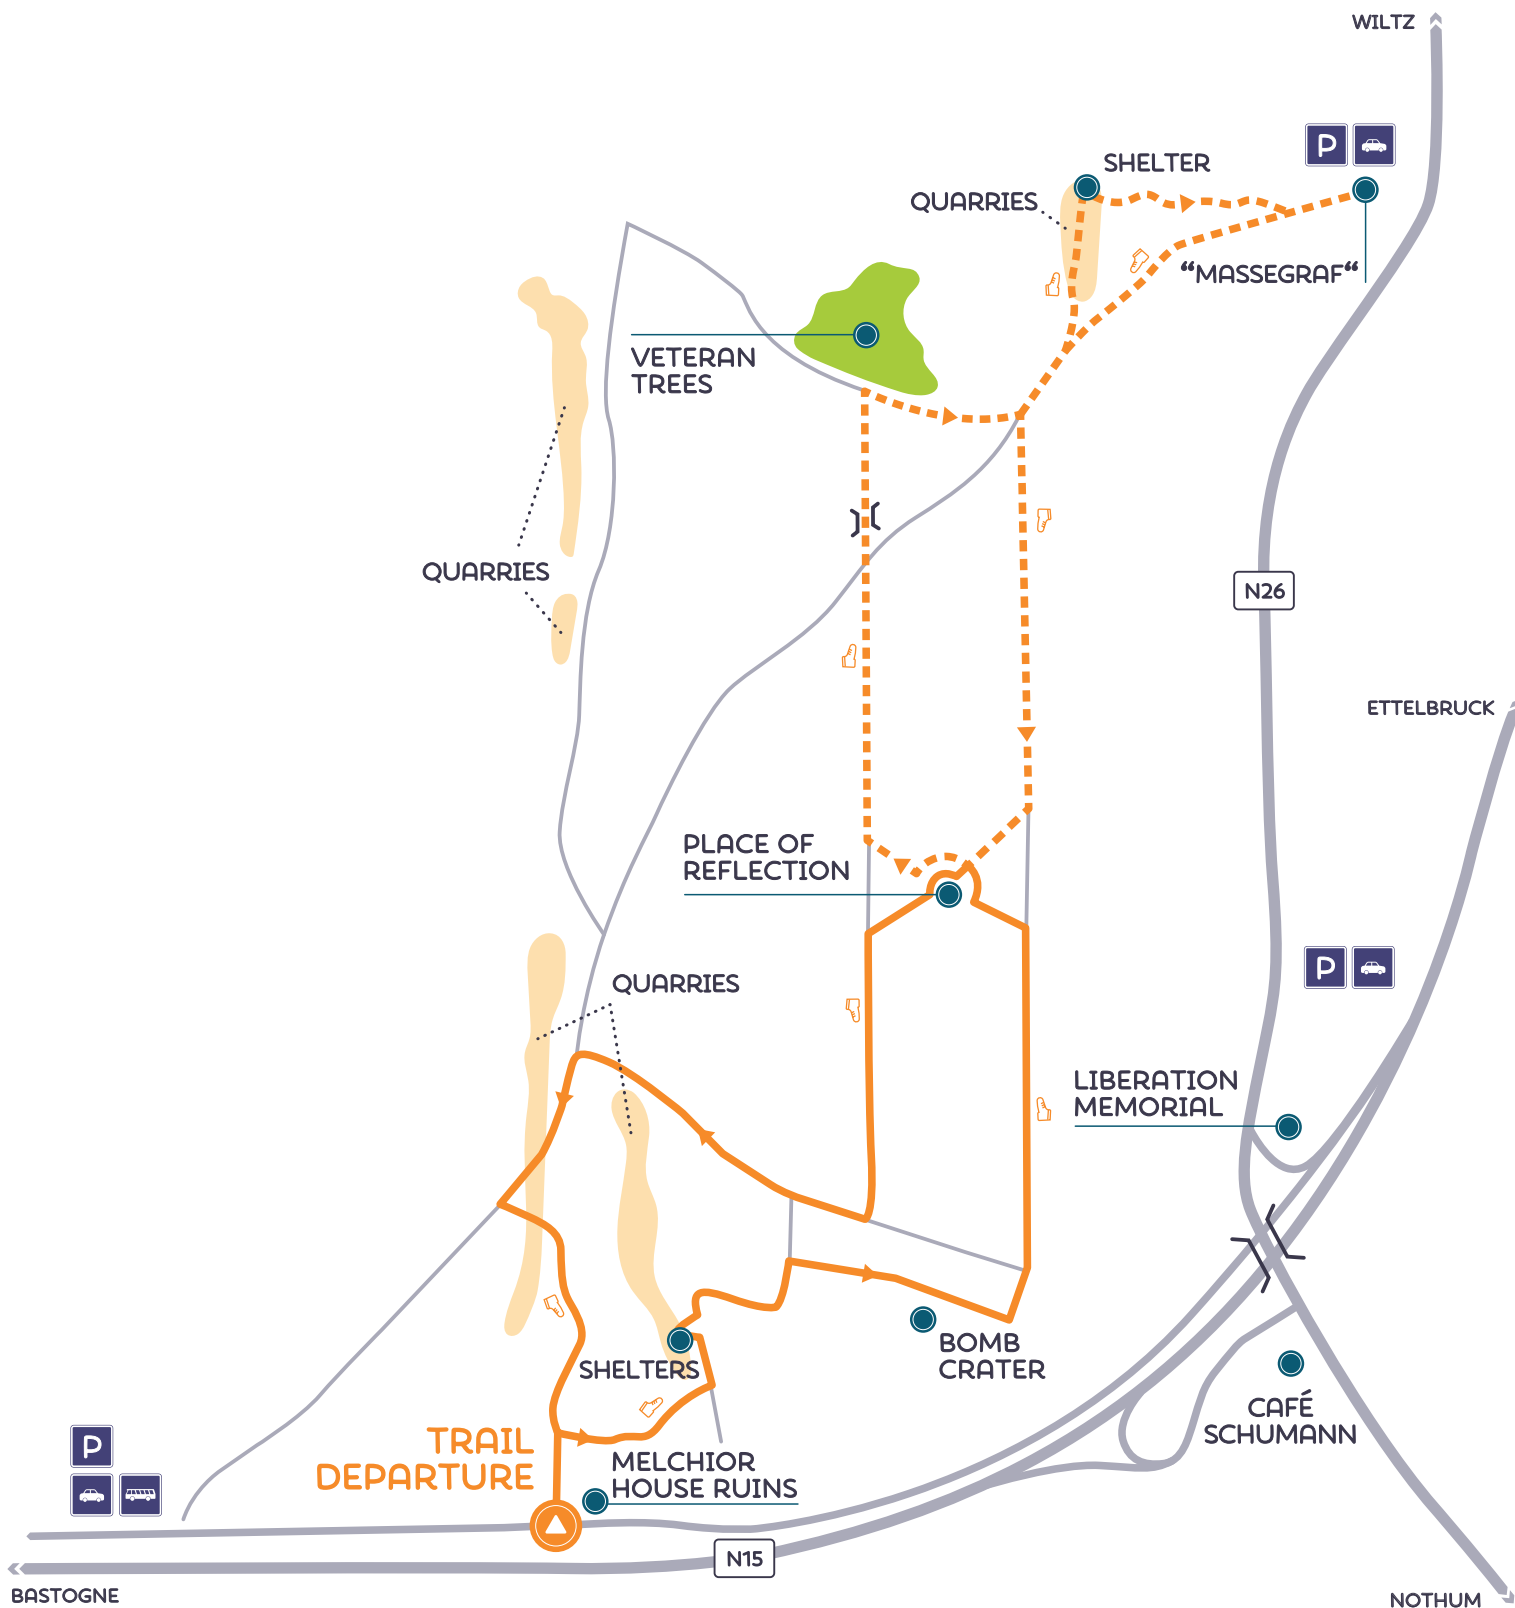 WILTZ
P
SHELTER
QUARRIES
“MASSEGRAF“
VETERAN
TREES
QUARRIES
N26
ETTELBRUCK
PLACE OF
REFLECTION
P
QUARRIES
LIBERATION
MEMORIAL
BOMB
CRATER
SHELTERS
CAFÉ
SCHUMANN
P
TRAIL
DEPARTURE
MELCHIOR
HOUSE RUINS
N15
BASTOGNE
NOTHUM